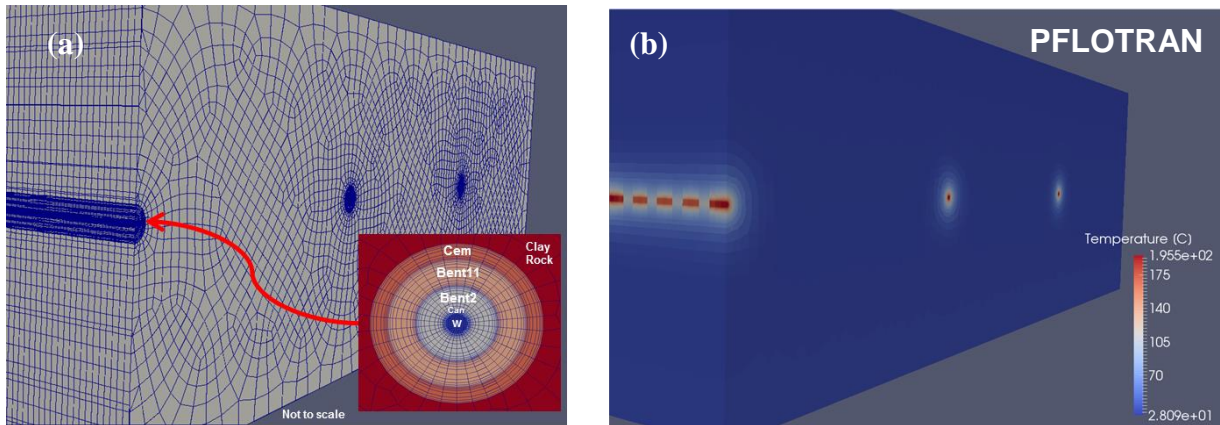 (a)
Cem
Clay
Rock
Bent11
Bent2
Can
W
Not to scale
(b)
PFLOTRAN
Temperature [C]
1.955e+02
175
140
105
70
2.809e+01